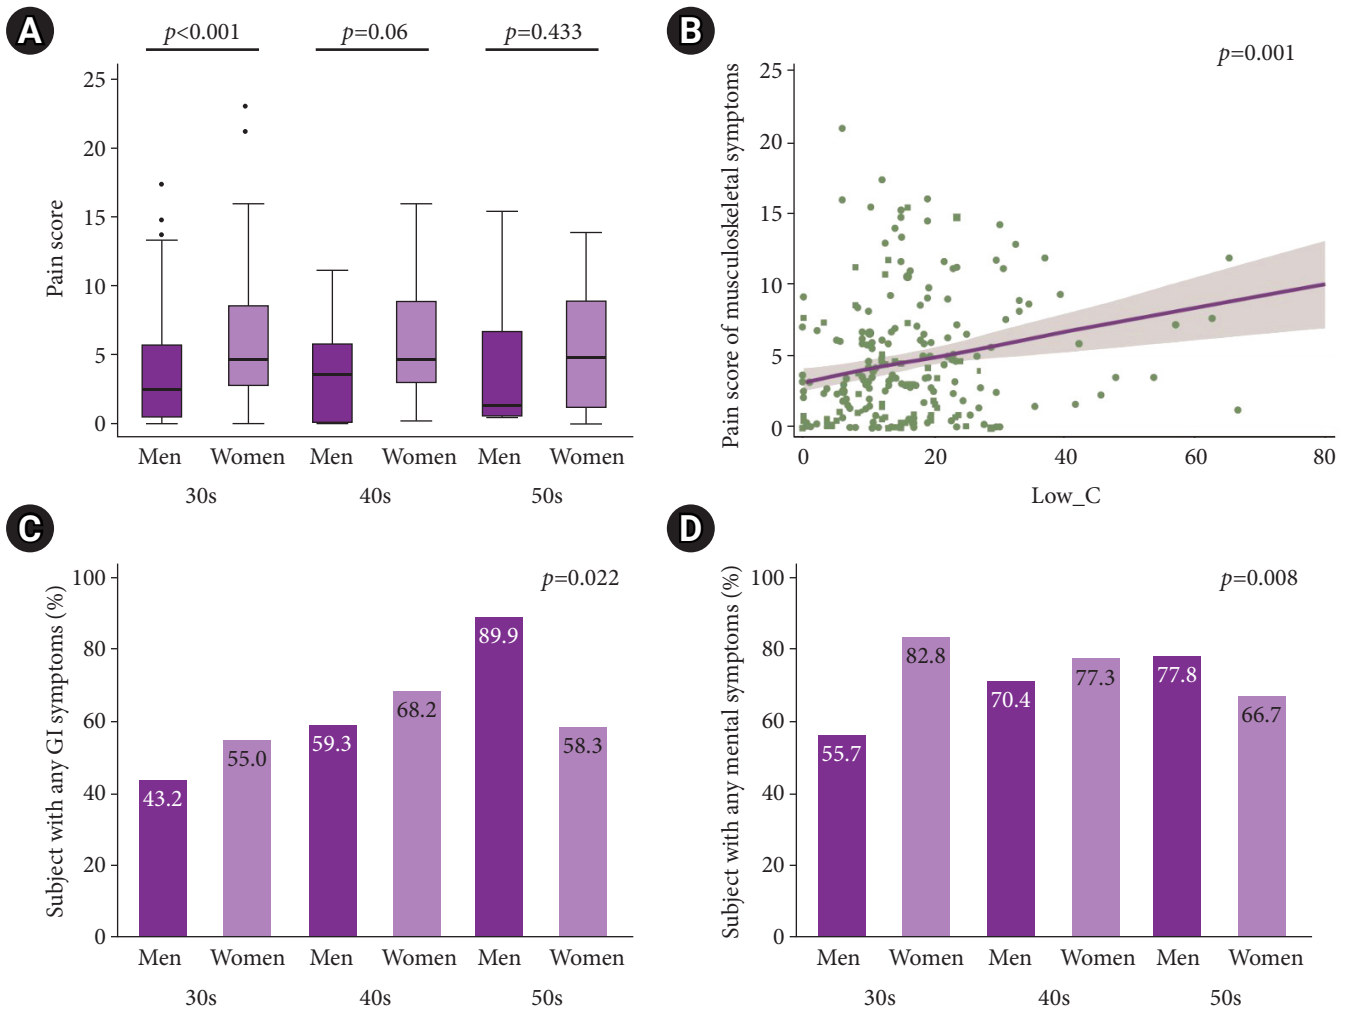 A
p<0.001
p=0.06
p=0.433
Pain score
25
20
15
10
5
0
Men Women Men Women Men Women
30s 40s 50s
B
p=0.001
Pain score of musculoskeletal symptoms
25
20
15
10
5
0
0 20 40 60 80
Low_C
C
p=0.022
Subject with any GI symptoms (%)
100
80
60
40
20
0
43.2
55.0
59.3
68.2
89.9
58.3
Men Women Men Women Men Women
30s 40s 50s
D
p=0.008
Subject with any mental symptoms (%)
100
80
60
40
20
0
55.7
82.8
70.4
77.3
77.8
66.7
Men Women Men Women Men Women
30s 40s 50s